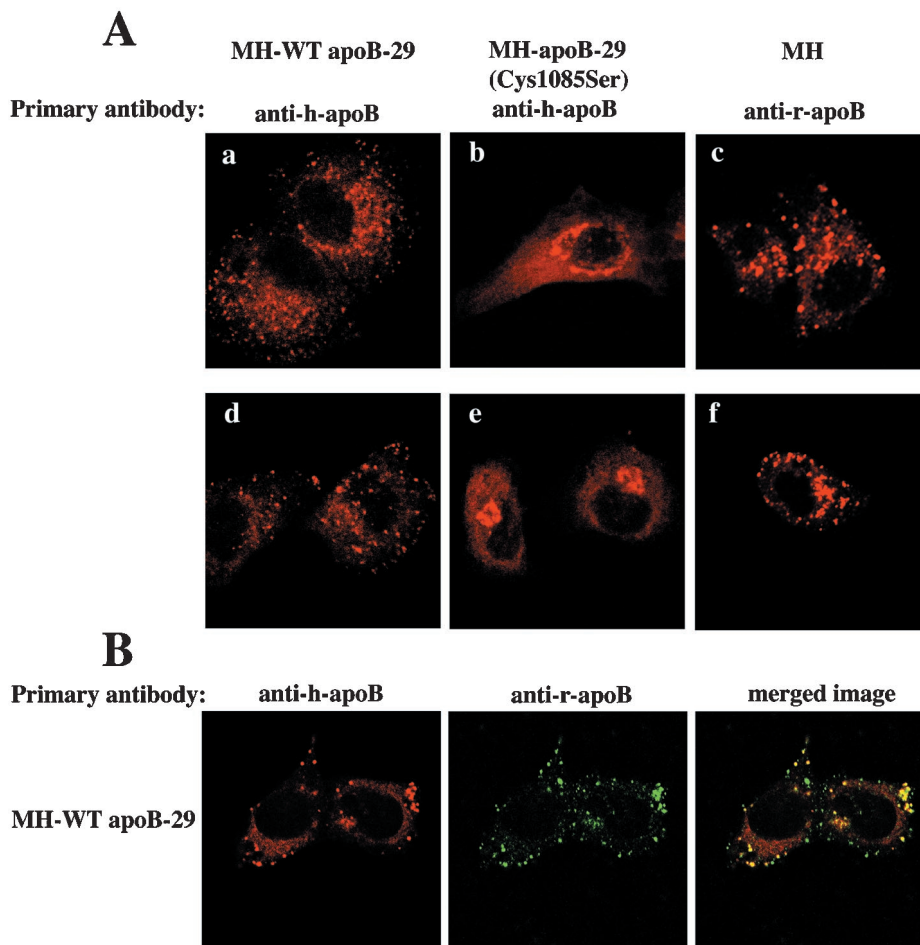 A
MH-WT apoB-29
MH-apoB-29
(Cys1085Ser)
MH
Primary antibody:
anti-h-apoB
anti-h-apoB
anti-r-apoB
a
b
c
d
e
f
B
Primary antibody:
anti-h-apoB
anti-r-apoB
merged image
MH-WT apoB-29